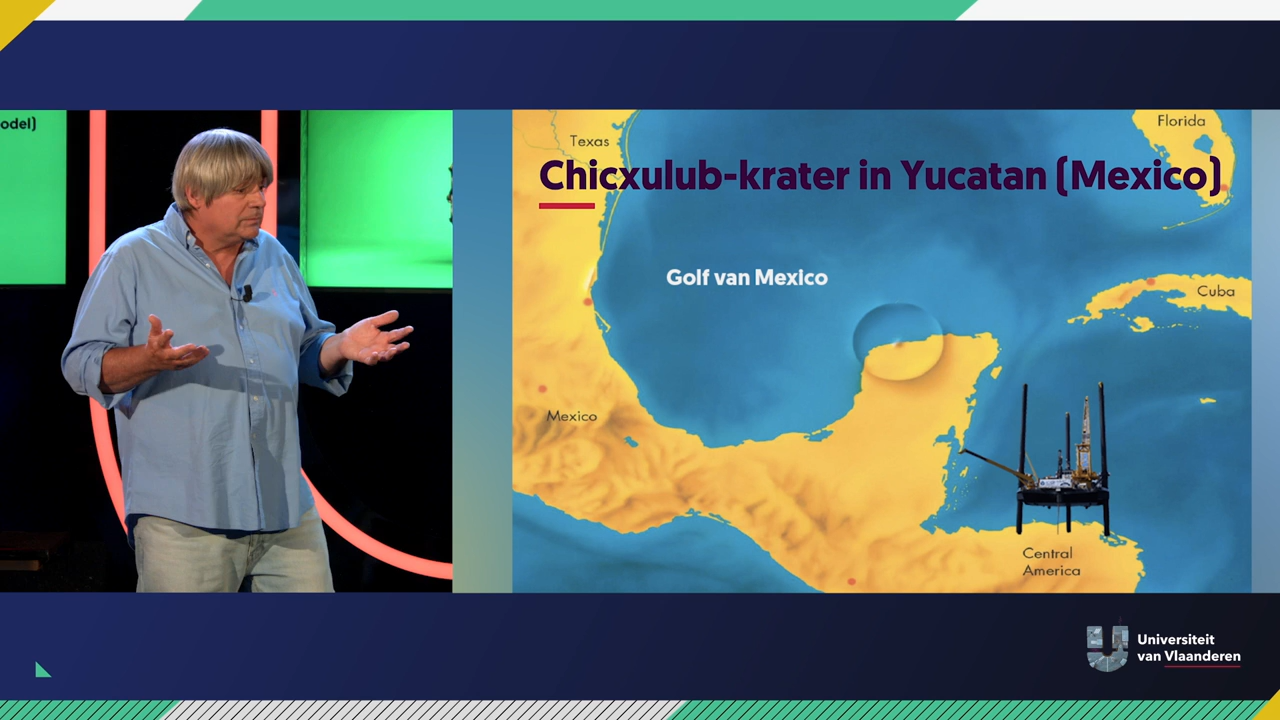 odel)
Texas
Florida
Chicxulub-krater in Yucatan (Mexico)
Golf van Mexico
Cuba
Mexico
Central
America
Universiteit
van Vlaanderen